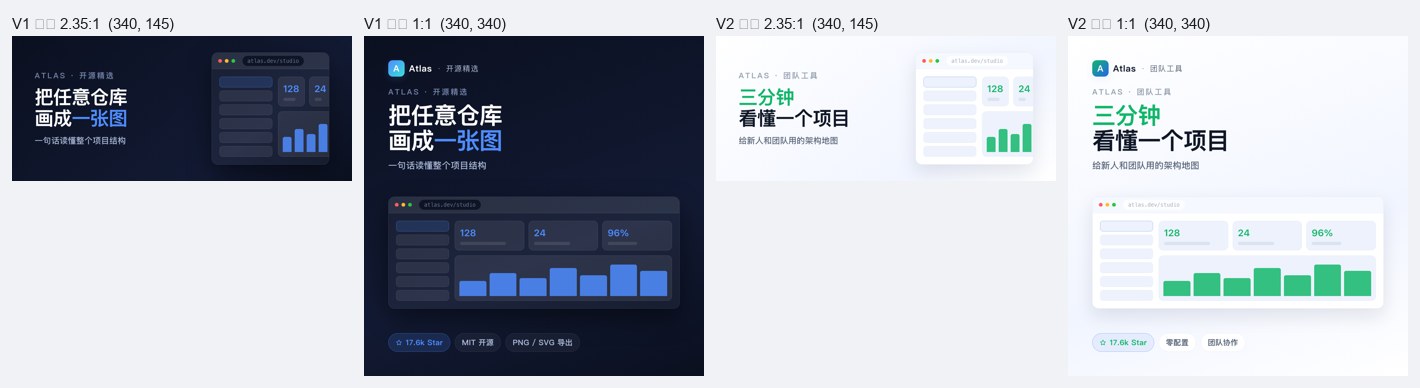 V1 □□ 2.35:1 (340, 145)
ATLAS · 开源精选
把任意仓库
画成一张图
一句话读懂整个项目结构
atlas.dev/studio
128
24
V1 □□ 1:1 (340, 340)
A Atlas · 开源精选
ATLAS · 开源精选
把任意仓库
画成一张图
一句话读懂整个项目结构
atlas.dev/studio
128
24
96%
☆ 17.6k Star
MIT 开源
PNG / SVG 导出
V2 □□ 2.35:1 (340, 145)
ATLAS · 团队工具
三分钟
看懂一个项目
给新人和团队用的架构地图
atlas.dev/studio
128
24
V2 □□ 1:1 (340, 340)
A Atlas · 团队工具
ATLAS · 团队工具
三分钟
看懂一个项目
给新人和团队用的架构地图
atlas.dev/studio
128
24
96%
☆ 17.6k Star
零配置
团队协作